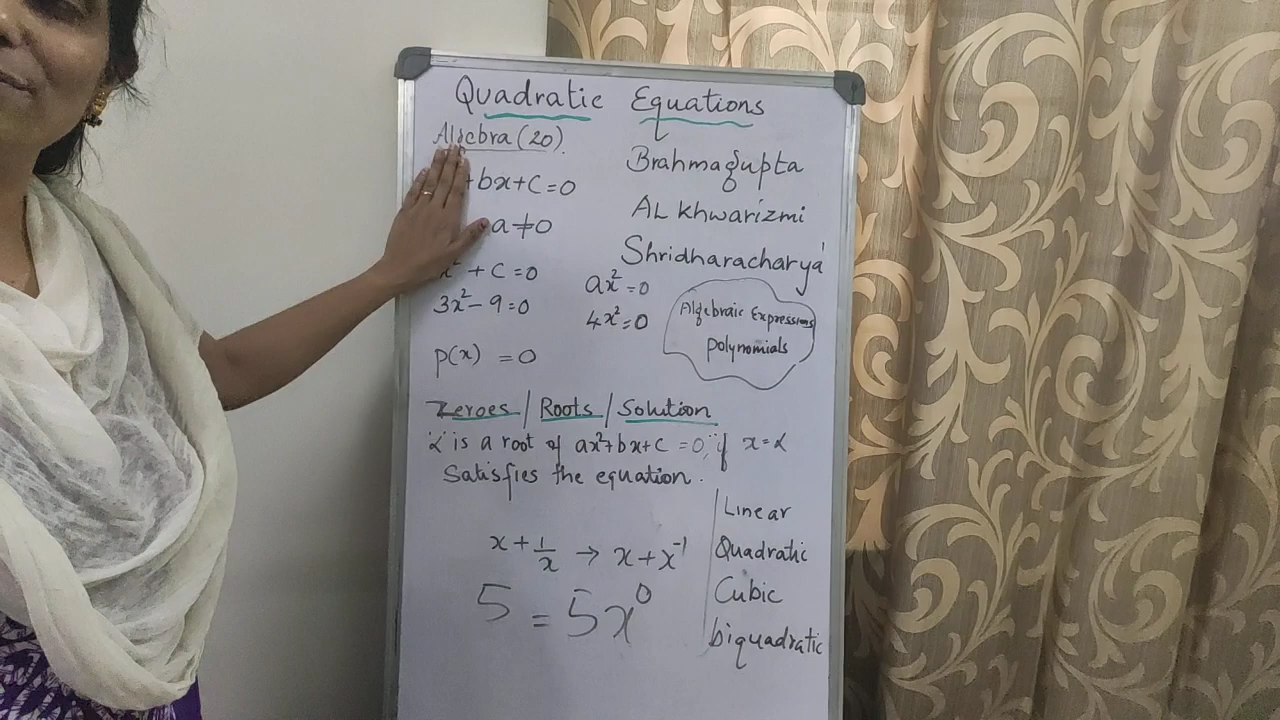 Quadratic Equations
Algebra (20).
+bx+c=0
a≠0
x² + c = 0
3x² - 9 = 0
p(x) = 0
Brahmagupta
AL khwarizmi
Shridharacharya
ax² = 0
4x² = 0
Algebraic Expressions
polynomials
Zeroes / Roots / Solution
'α' is a root of ax²+bx+c = 0, if x = α
Satisfies the equation.
x + 1/x → x + x⁻¹
5 = 5x⁰
Linear
Quadratic
Cubic
biquadratic